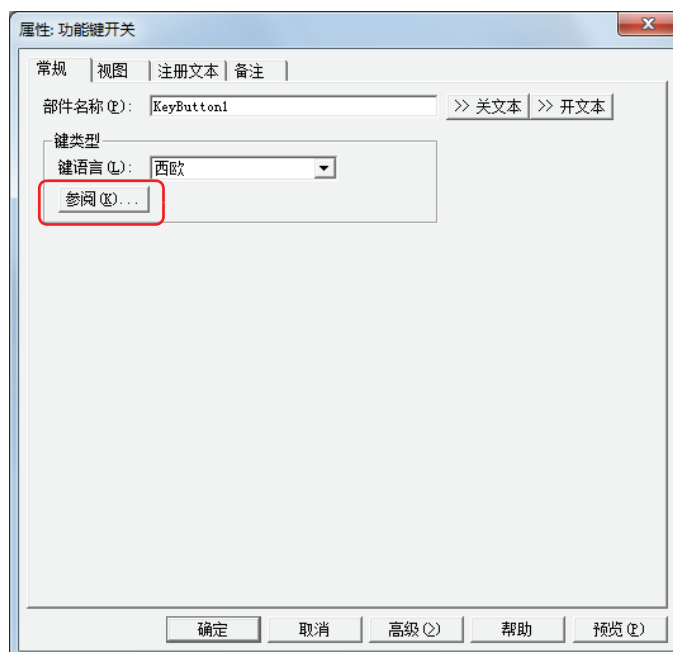 属性: 功能键开关
常规 视图 注册文本 备注
部件名称(P): KeyButton1 >> 关文本 >> 开文本
键类型
键语言(L): 西欧
参阅(K)...
确定 取消 高级(>) 帮助 预览(P)